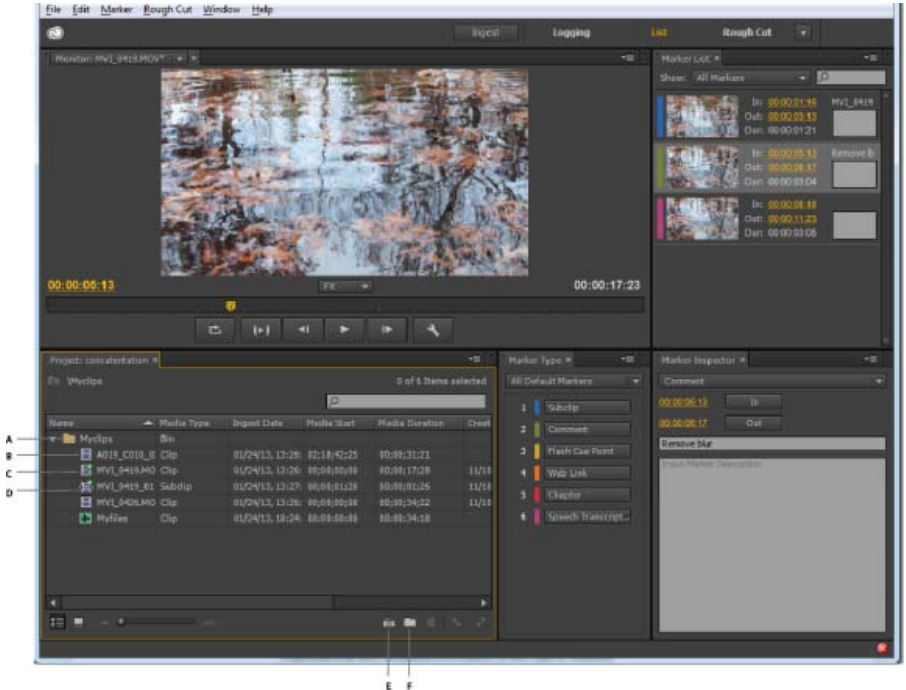 File Edit Marker Rough Cut Window Help
Ingest Logging List Rough Cut
Monitor: MVI_0419.MOV*
Marker List
Show: All Markers
In: 00:00:01:16 MVI_0419
Out: 00:00:03:13
Dur: 00:00:01:21
In: 00:00:05:13 Remove b
Out: 00:00:08:17
Dur: 00:00:03:04
In: 00:00:08:18
Out: 00:00:11:23
Dur: 00:00:03:05
00:00:05:13 Fit 00:00:17:23
Project: concatentation
Myclips 0 of 6 Items selected
Name Media Type Ingest Date Media Start Media Duration Creat
A Myclips Bin
B A019_C010_0 Clip 01/24/13, 13:26: 02;18;42;25 00;00;31;21
C MVI_0419.MO Clip 01/24/13, 13:26: 00;00;00;00 00;00;17;28 11/10
D MVI_0419_01 Subclip 01/24/13, 13:27: 00;00;01;20 00;00;01;26 11/10
MVI_0426.MO Clip 01/24/13, 13:26: 00;00;00;00 00;00;34;22 11/10
Myfiles Clip 01/24/13, 10:24: 00:00:00:00 00:00:34:18
Marker Type
All Default Markers
1 Subclip
2 Comment
3 Flash Cue Point
4 Web Link
5 Chapter
6 Speech Transcript...
Marker Inspector
Comment
00:00:05:13 In
00:00:08:17 Out
Remove blur
Input Marker Description
E F